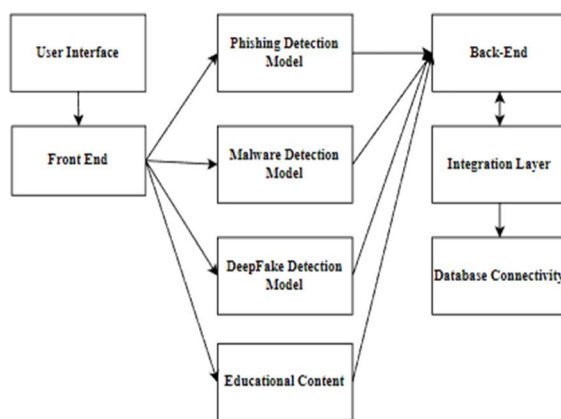 User Interface
Front End
Phishing Detection
Model
Malware Detection
Model
DeepFake Detection
Model
Educational Content
Back-End
Integration Layer
Database Connectivity